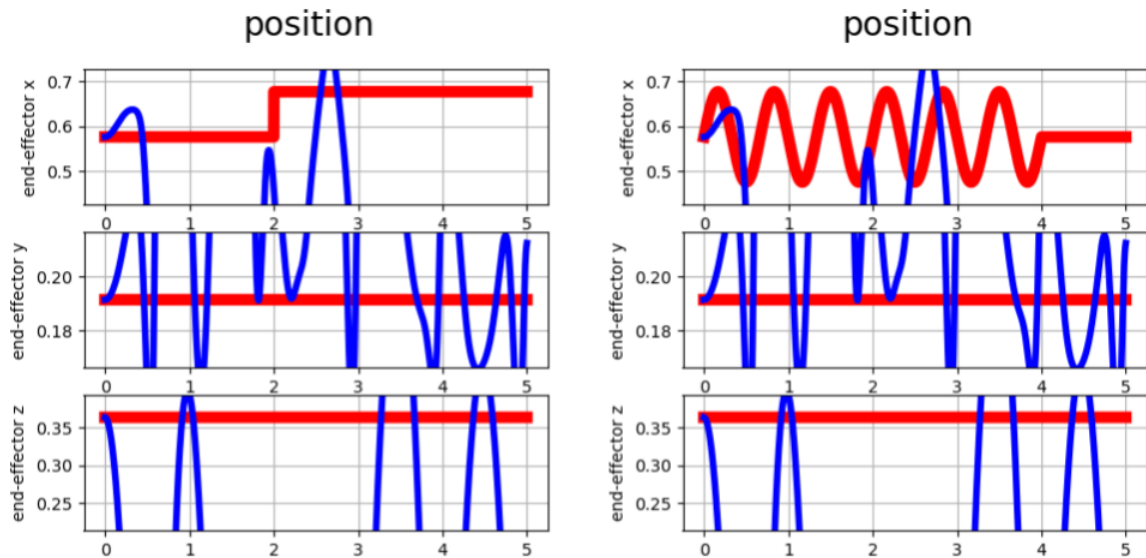 position
position
end-effector x
0.7
0.6
0.5
0 1 2 3 4 5
end-effector x
0.7
0.6
0.5
0 1 2 3 4 5
end-effector y
0.20
0.18
0 1 2 3 4 5
end-effector y
0.20
0.18
0 1 2 3 4 5
end-effector z
0.35
0.30
0.25
0 1 2 3 4 5
end-effector z
0.35
0.30
0.25
0 1 2 3 4 5